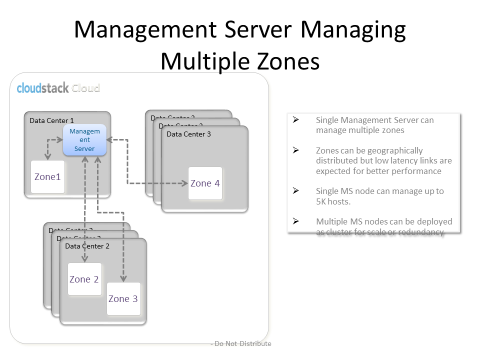 Management Server Managing
Multiple Zones
cloudstack Cloud
Data Center 1
Managem
ent
Server
Zone1
Data Center 3
Zone 4
Data Center 2
Zone 2
Zone 3
Single Management Server can
manage multiple zones
Zones can be geographically
distributed but low latency links are
expected for better performance
Single MS node can manage up to
5K hosts.
Multiple MS nodes can be deployed
as cluster for scale or redundancy
- Do Not Distribute